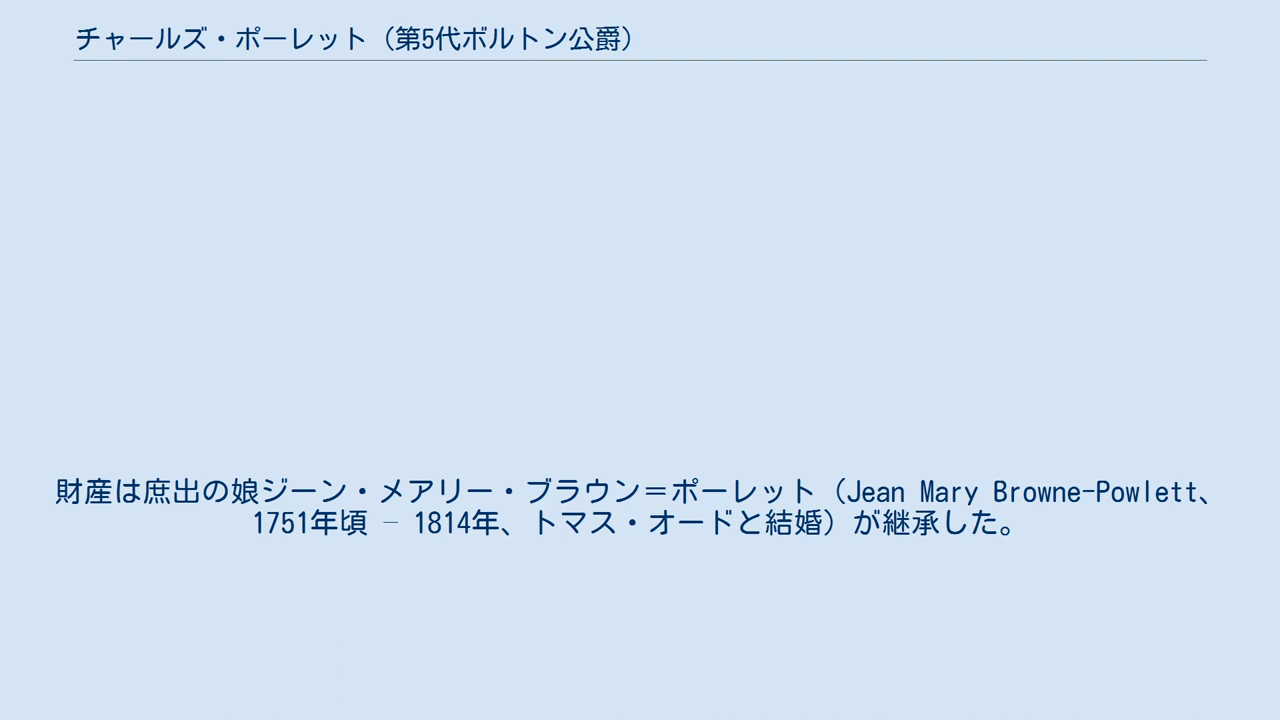 チャールズ・ポーレット（第5代ボルトン公爵）
財産は庶出の娘ジーン・メアリー・ブラウン＝ポーレット（Jean Mary Browne-Powlett、
1751年頃 – 1814年、トマス・オードと結婚）が継承した。